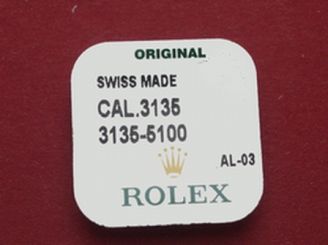 ORIGINAL
SWISS MADE
CAL.3135
3135-5100
AL-03
ROLEX